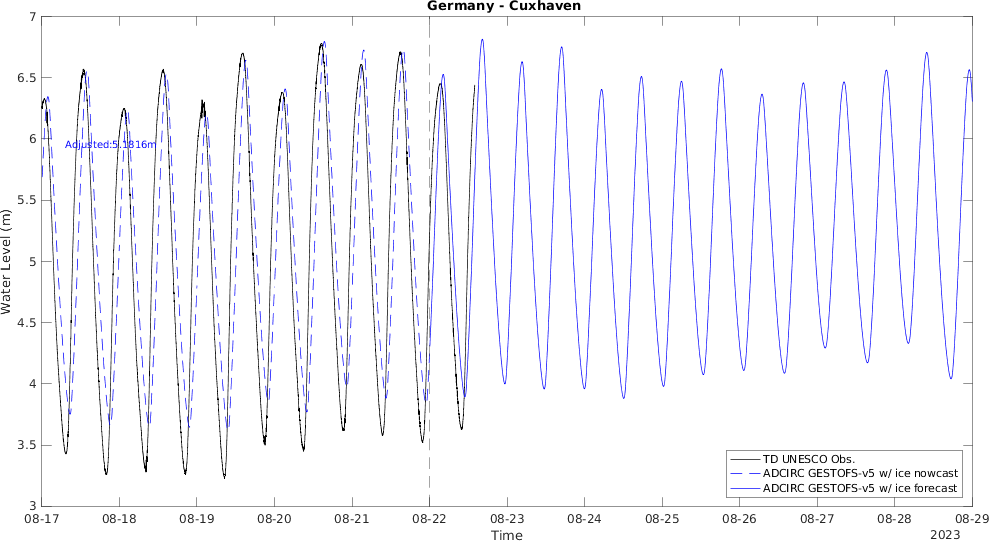 Germany - Cuxhaven
7
6.5
6
5.5
5
4.5
4
3.5
3
Water Level (m)
Adjusted:5.1816m
TD UNESCO Obs.
ADCIRC GESTOFS-v5 w/ ice nowcast
ADCIRC GESTOFS-v5 w/ ice forecast
08-17 08-18 08-19 08-20 08-21 08-22 08-23 08-24 08-25 08-26 08-27 08-28 08-29
Time
2023